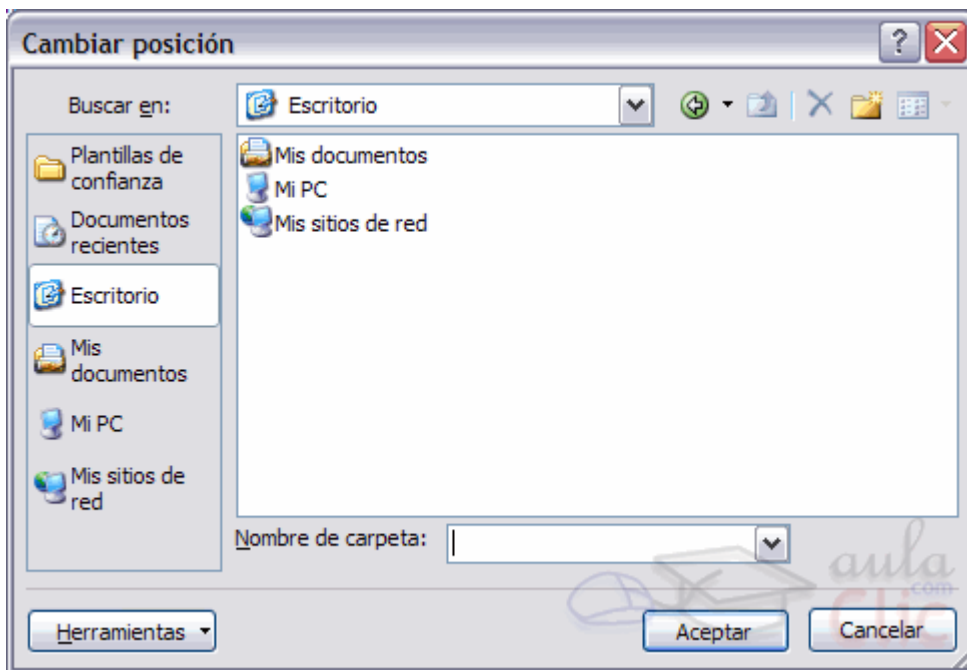 Cambiar posición
?
Buscar en:
Escritorio
Plantillas de
confianza
Documentos
recientes
Escritorio
Mis
documentos
Mi PC
Mis sitios de
red
Mis documentos
Mi PC
Mis sitios de red
Nombre de carpeta:
Herramientas
Aceptar
Cancelar
aula
.com
Clic